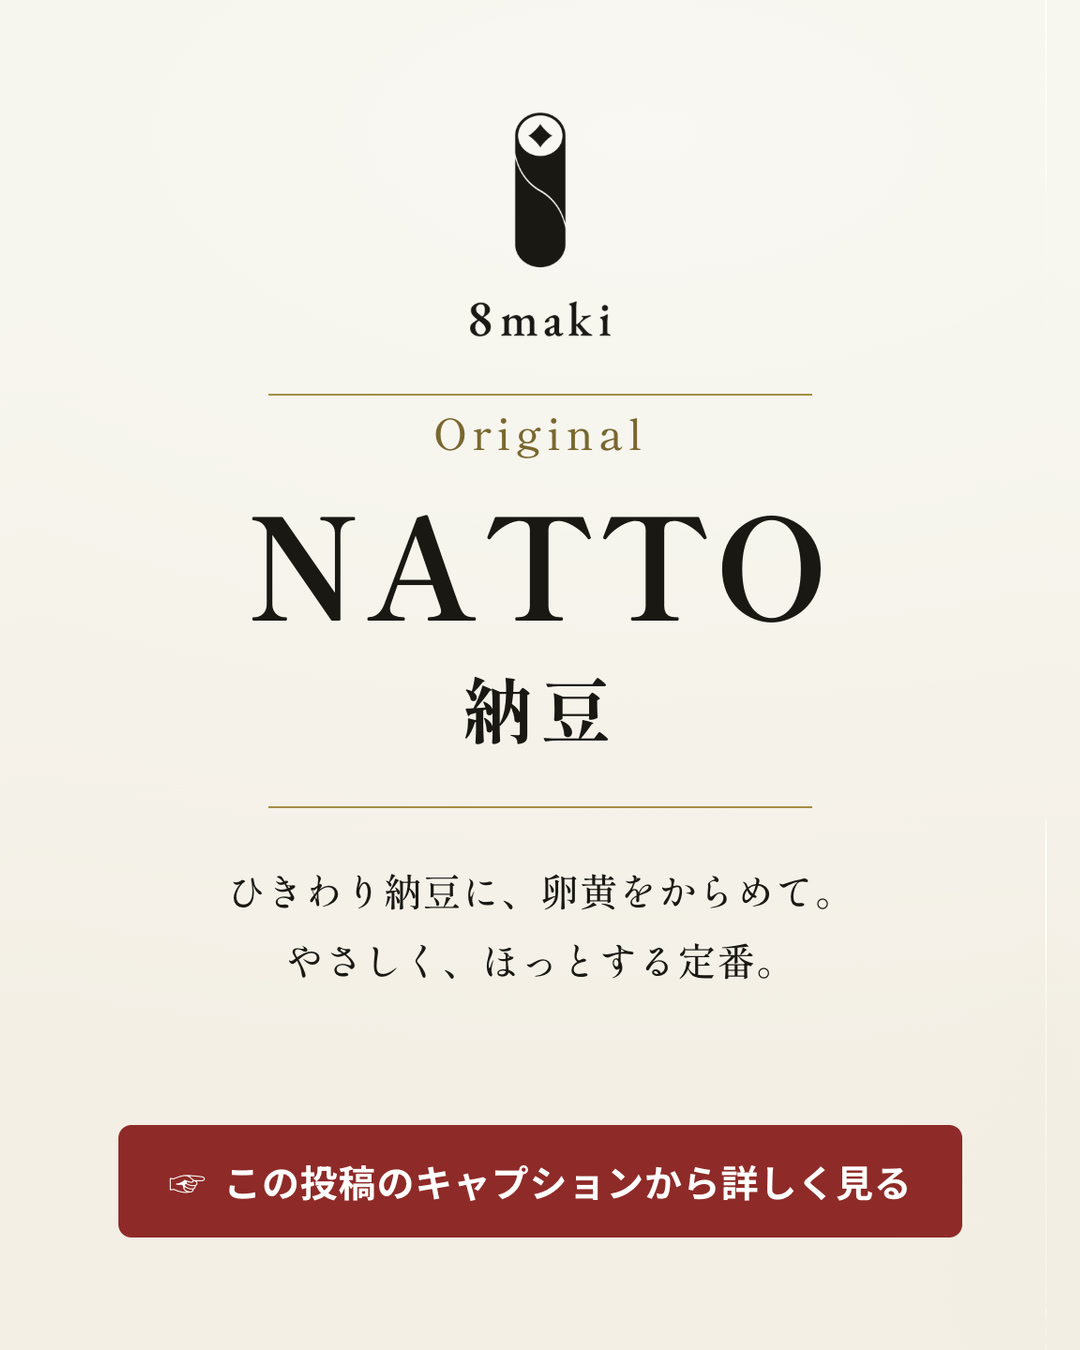 8maki
Original
NATTO
納豆
ひきわり納豆に、卵黄をからめて。
やさしく、ほっとする定番。
☞ この投稿のキャプションから詳しく見る